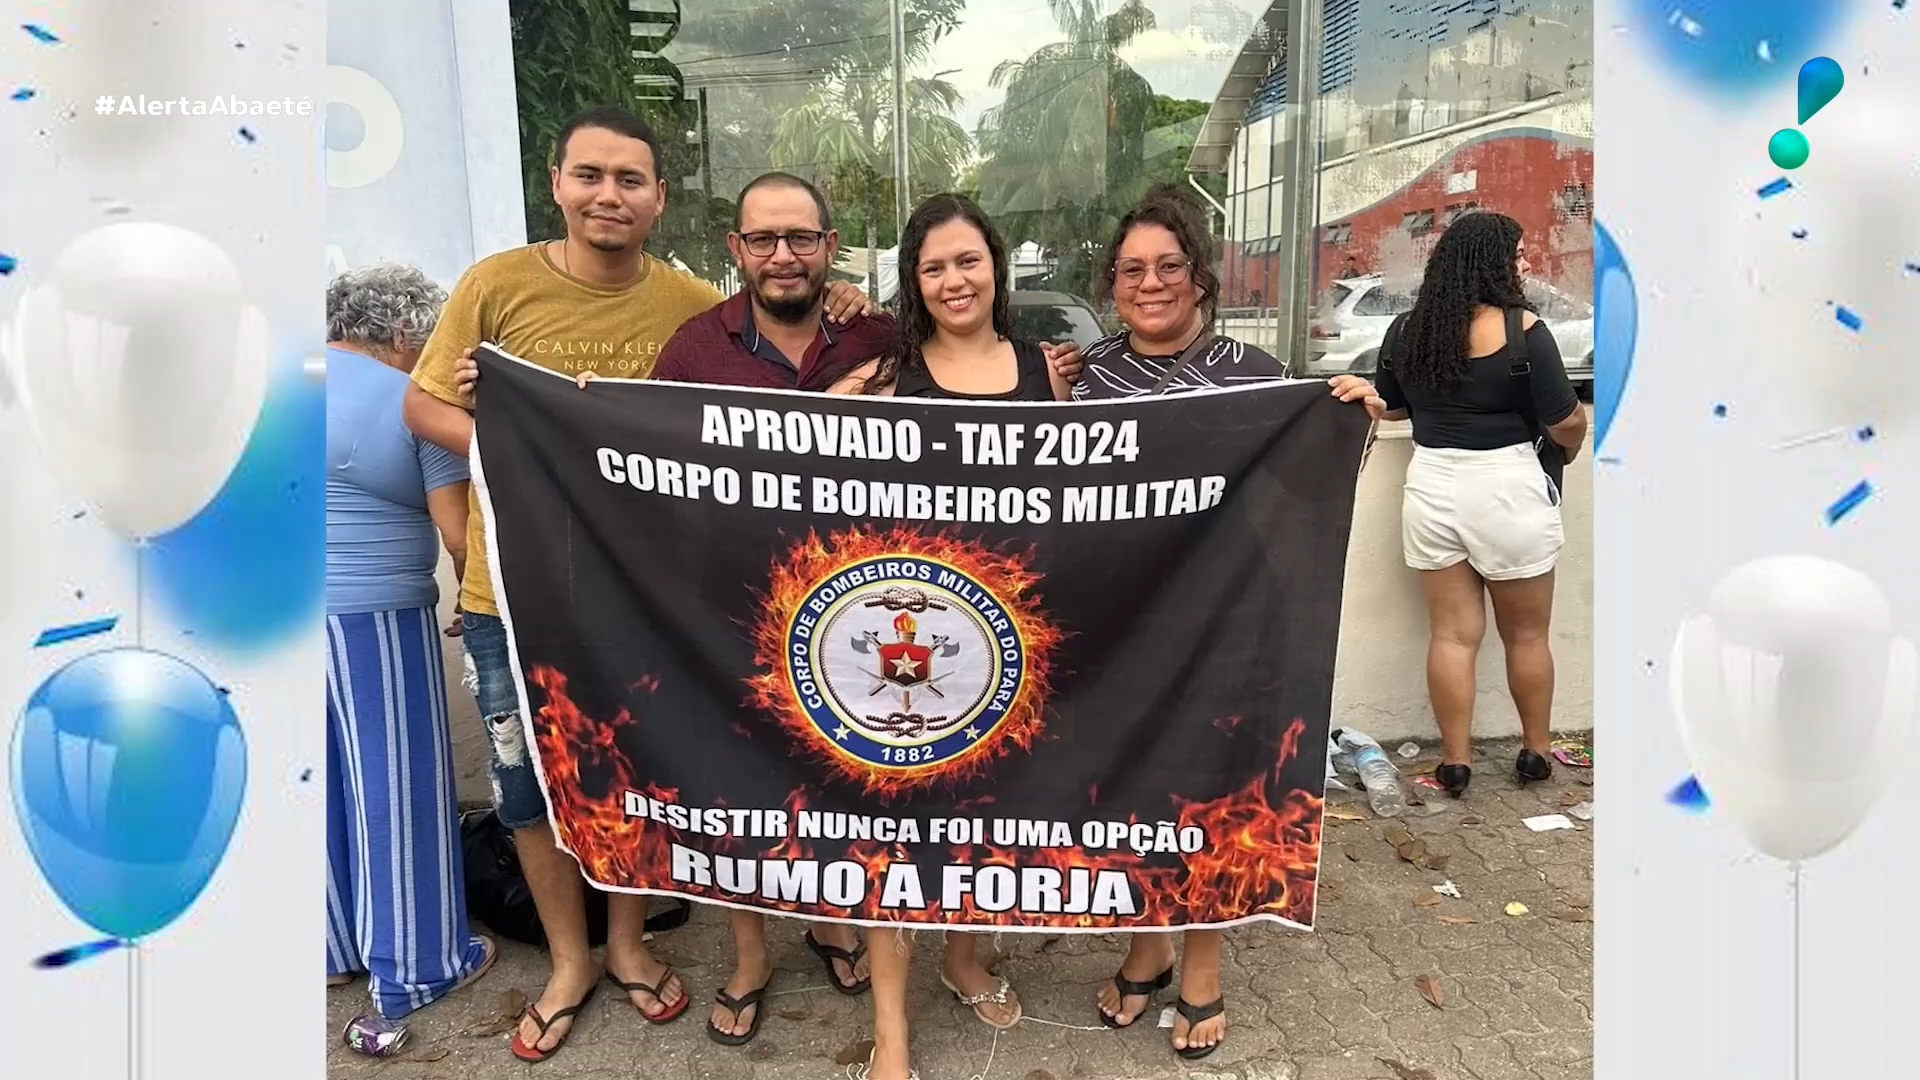 #AlertaAbaeté
CALVIN KLEI
NEW YORK
APROVADO - TAF 2024
CORPO DE BOMBEIROS MILITAR
CORPO DE BOMBEIROS MILITAR DO PARÁ
1882
DESISTIR NUNCA FOI UMA OPÇÃO
RUMO À FORJA